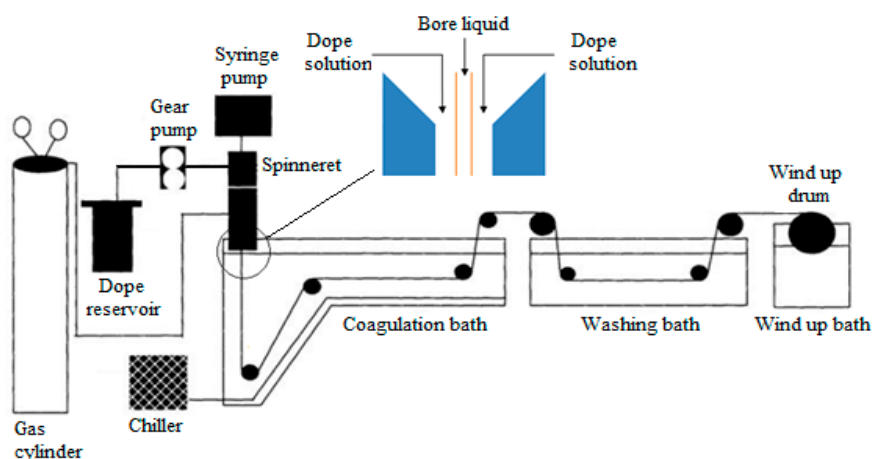 Bore liquid
Dope
solution
Dope
solution
Syringe
pump
Gear
pump
Spinneret
Wind up
drum
Dope
reservoir
Coagulation bath
Washing bath
Wind up bath
Chiller
Gas
cylinder